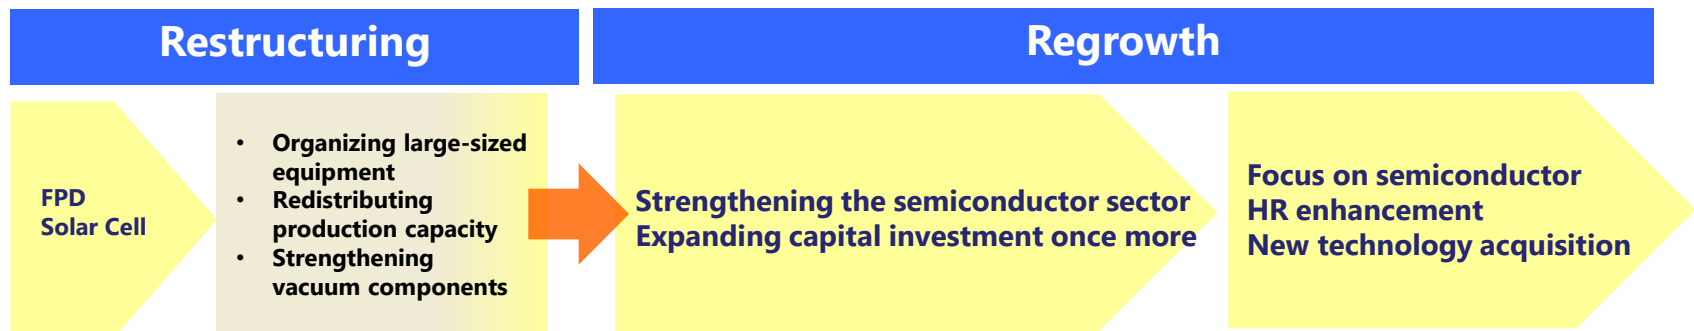 Restructuring
Regrowth
FPD
Solar Cell
• Organizing large-sized
equipment
• Redistributing
production capacity
• Strengthening
vacuum components
Strengthening the semiconductor sector
Expanding capital investment once more
Focus on semiconductor
HR enhancement
New technology acquisition